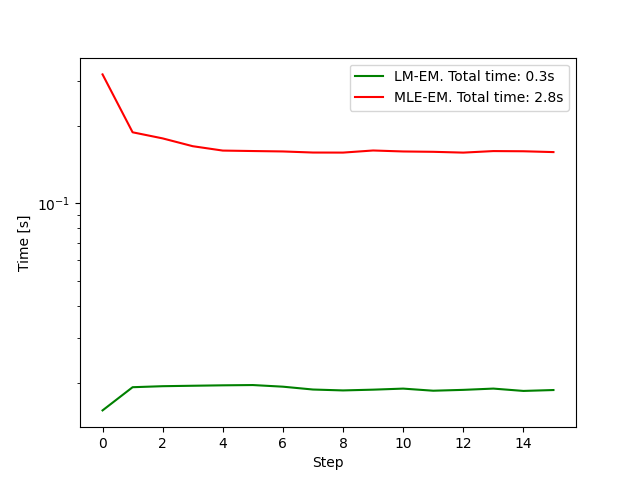 LM-EM. Total time: 0.3s
MLE-EM. Total time: 2.8s
Time [s]
10⁻¹
0 2 4 6 8 10 12 14
Step